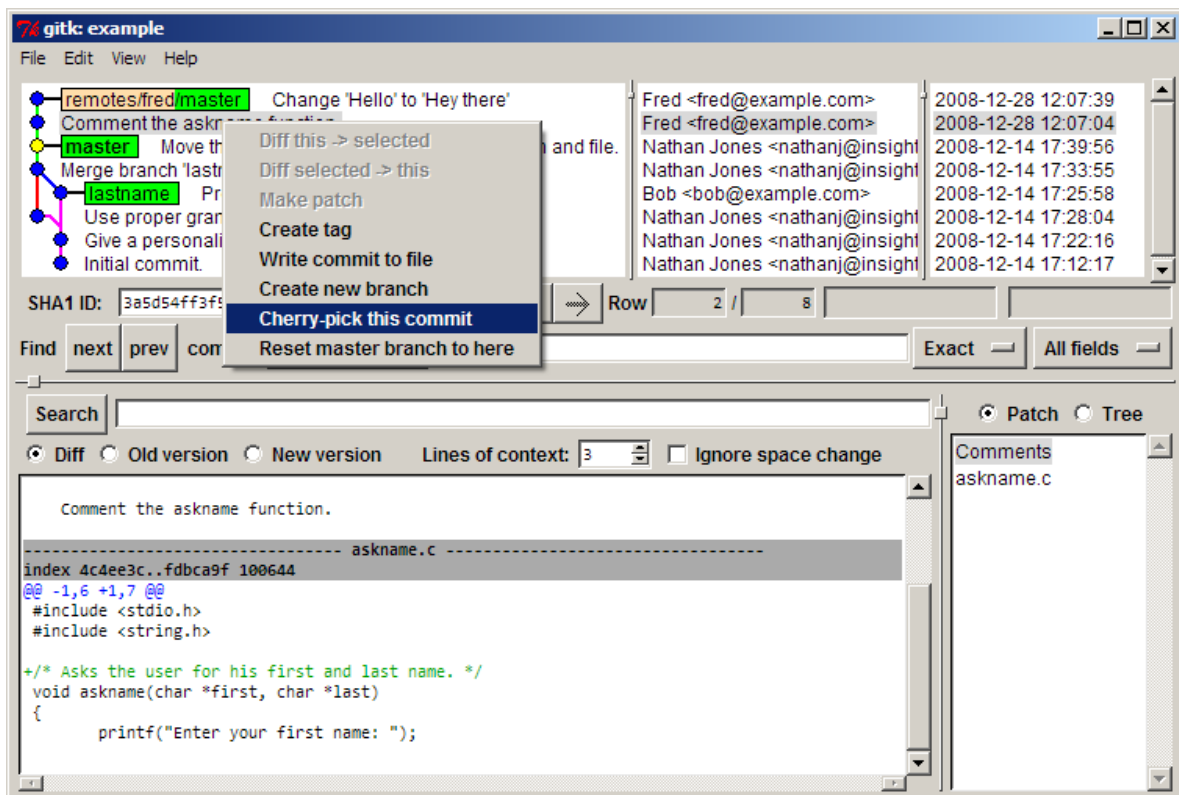 gitk: example
File Edit View Help
remotes/fred/master Change 'Hello' to 'Hey there' Fred <fred@example.com> 2008-12-28 12:07:39
Comment the askname function. Fred <fred@example.com> 2008-12-28 12:07:04
master Move th and file. Nathan Jones <nathanj@insight 2008-12-14 17:39:56
Merge branch 'lastn Nathan Jones <nathanj@insight 2008-12-14 17:33:55
lastname Pr Bob <bob@example.com> 2008-12-14 17:25:58
Use proper gran Nathan Jones <nathanj@insight 2008-12-14 17:28:04
Give a personali Nathan Jones <nathanj@insight 2008-12-14 17:22:16
Initial commit. Nathan Jones <nathanj@insight 2008-12-14 17:12:17
Diff this -> selected
Diff selected -> this
Make patch
Create tag
Write commit to file
Create new branch
Cherry-pick this commit
Reset master branch to here
SHA1 ID: 3a5d54ff3f5 Row 2 / 8
Find next prev com Exact All fields
Search
Patch Tree
Diff Old version New version Lines of context: 3 Ignore space change
Comments
askname.c
Comment the askname function.
---------------------------------- askname.c ----------------------------------
index 4c4ee3c..fdbca9f 100644
@@ -1,6 +1,7 @@
#include <stdio.h>
#include <string.h>
+/* Asks the user for his first and last name. */
void askname(char *first, char *last)
{
printf("Enter your first name: ");